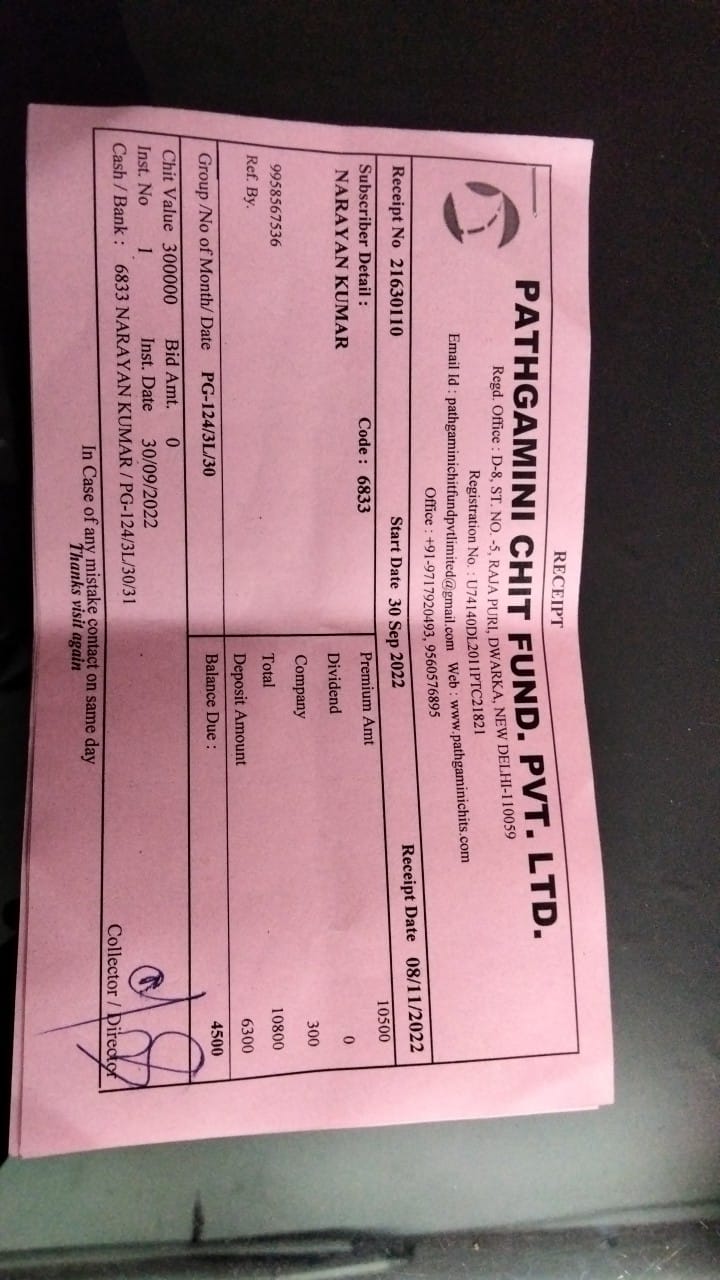 RECEIPT
PATHGAMINI CHIT FUND. PVT. LTD.
Regd. Office : D-8, ST. NO. -5, RAJA PURI, DWARKA, NEW DELHI-110059
Registration No. : U74140DL2011PTC21821
Email Id : pathgaminichitfundpvtlimited@gmail.com Web : www.pathgaminichits.com
Office : +91-9717920493, 9560576895
Receipt No 21630110 Start Date 30 Sep 2022 Receipt Date 08/11/2022
Subscriber Detail : Code : 6833
NARAYAN KUMAR
9958567536
Ref. By.
Premium Amt 10500
Dividend 0
Company 300
Total 10800
Deposit Amount 6300
Balance Due : 4500
Group /No of Month/ Date PG-124/3L/30
Chit Value 300000 Bid Amt. 0
Inst. No 1 Inst. Date 30/09/2022
Cash / Bank : 6833 NARAYAN KUMAR / PG-124/3L/30/31
Collector / Director
In Case of any mistake contact on same day
Thanks visit again